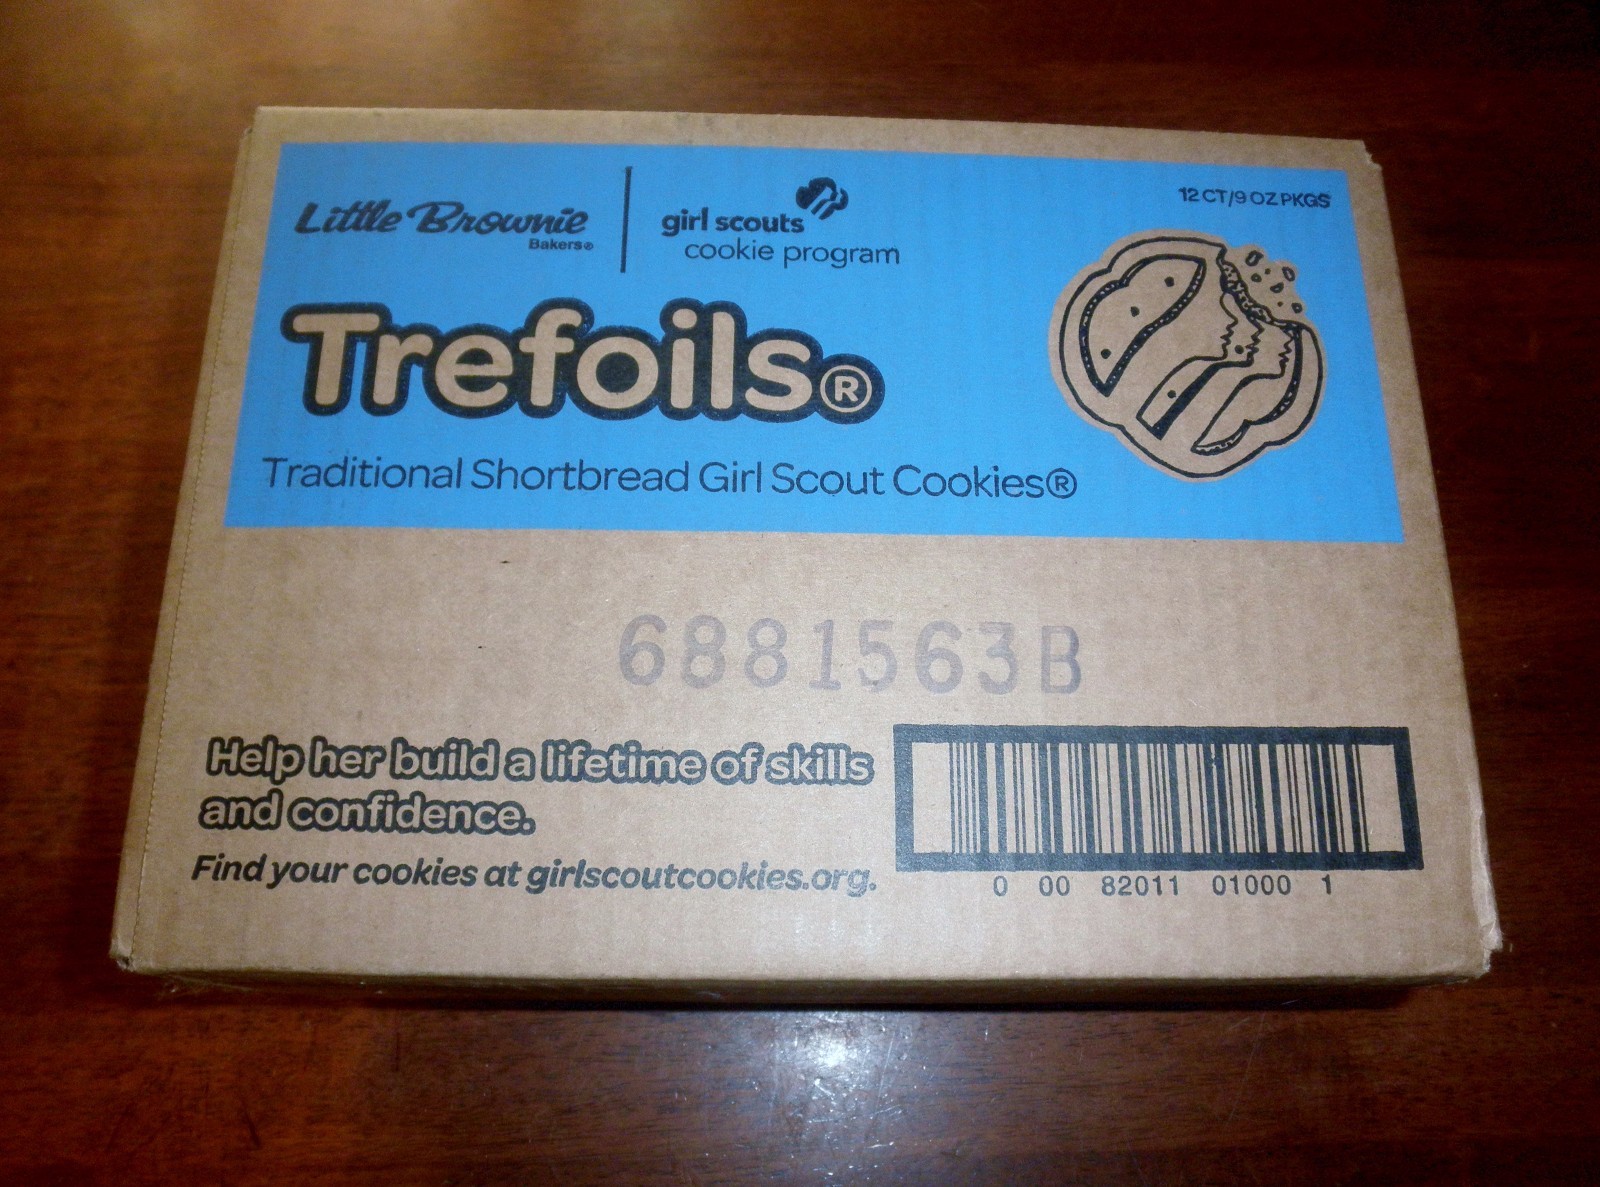 Little Brownie
Bakers®
girl scouts
cookie program
12 CT/9 OZ PKGS
Trefoils®
Traditional Shortbread Girl Scout Cookies®
6881563B
Help her build a lifetime of skills
and confidence.
Find your cookies at girlscoutcookies.org.
0 00 82011 01000 1